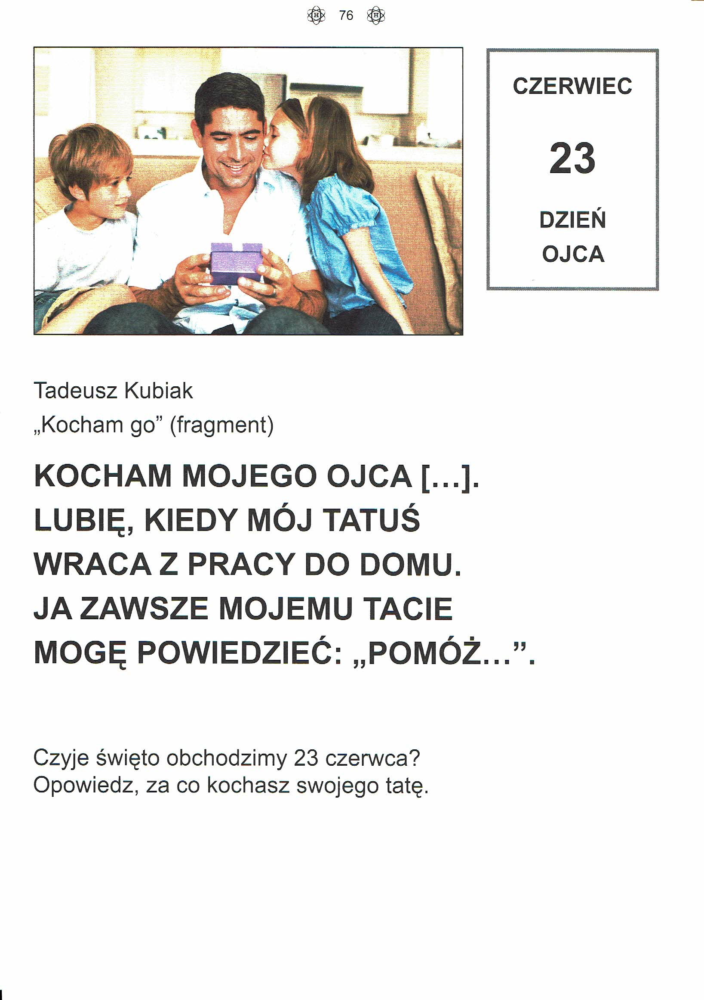 76
CZERWIEC
23
DZIEŃ
OJCA
Tadeusz Kubiak
„Kocham go” (fragment)
KOCHAM MOJEGO OJCA [...].
LUBIĘ, KIEDY MÓJ TATUŚ
WRACA Z PRACY DO DOMU.
JA ZAWSZE MOJEMU TACIE
MOGĘ POWIEDZIEĆ: „POMÓŻ...”.
Czyje święto obchodzimy 23 czerwca?
Opowiedz, za co kochasz swojego tatę.